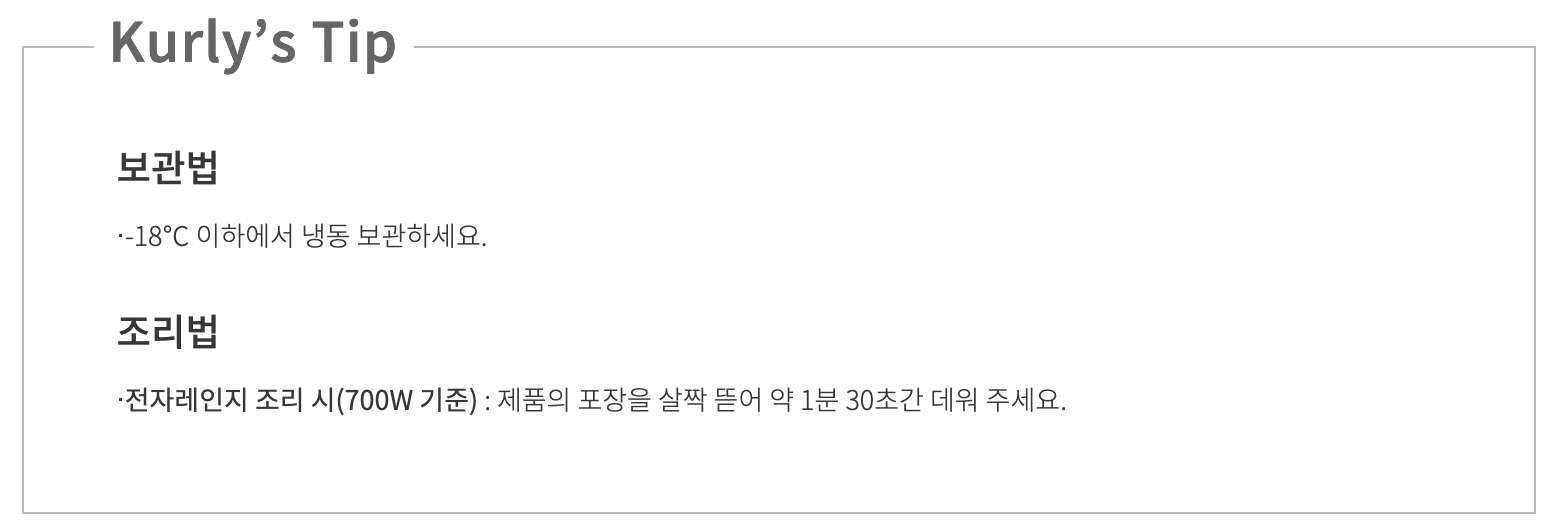 Kurly’s Tip
보관법
·-18°C 이하에서 냉동 보관하세요.
조리법
·전자레인지 조리 시(700W 기준) : 제품의 포장을 살짝 뜯어 약 1분 30초간 데워 주세요.